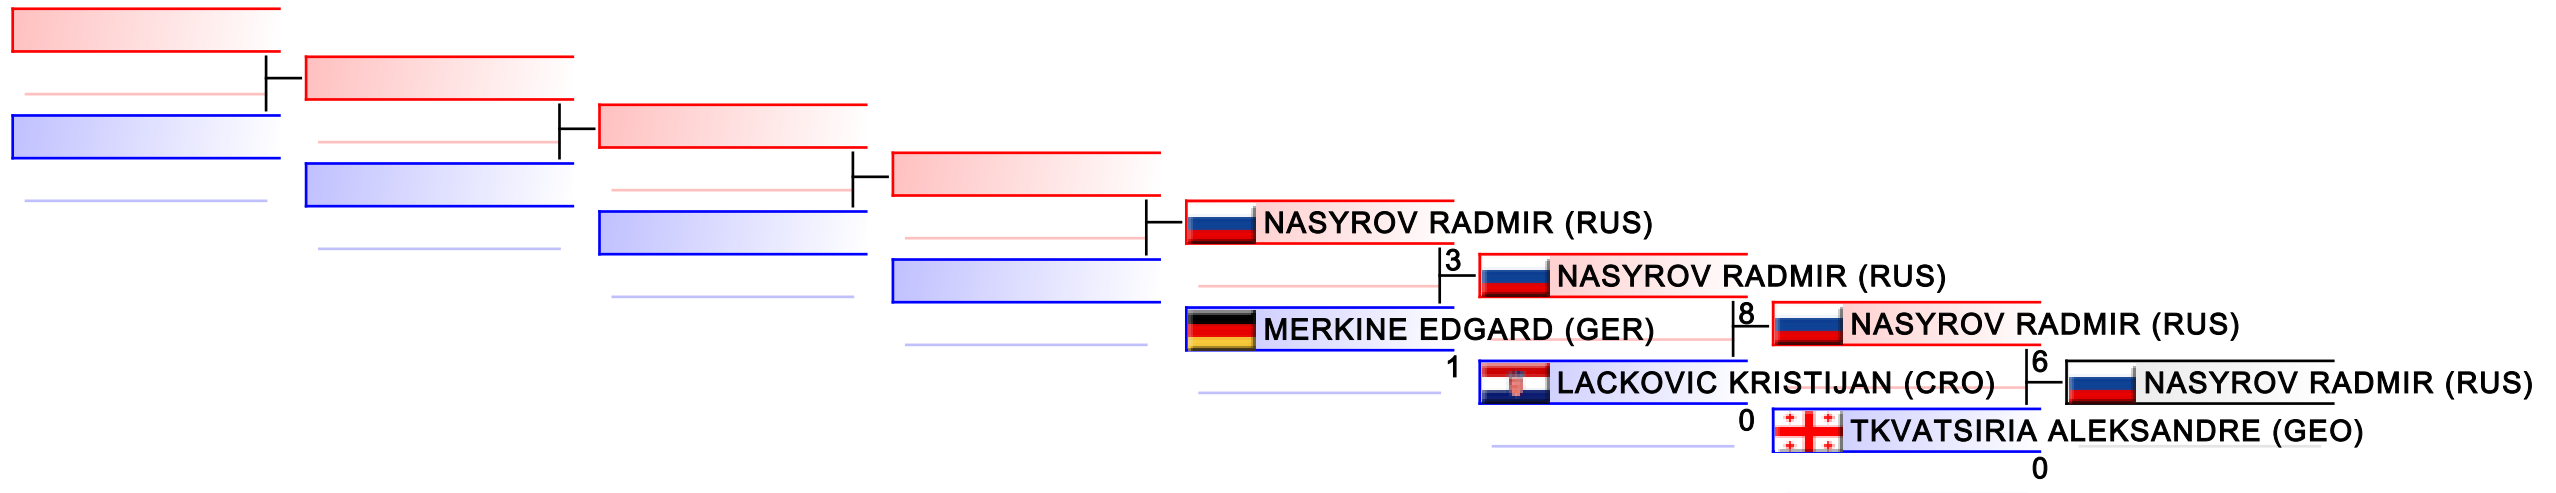 NASYROV RADMIR (RUS)
3
NASYROV RADMIR (RUS)
MERKINE EDGARD (GER)
1
8
NASYROV RADMIR (RUS)
LACKOVIC KRISTIJAN (CRO)
0
6
NASYROV RADMIR (RUS)
TKVATSIRIA ALEKSANDRE (GEO)
0